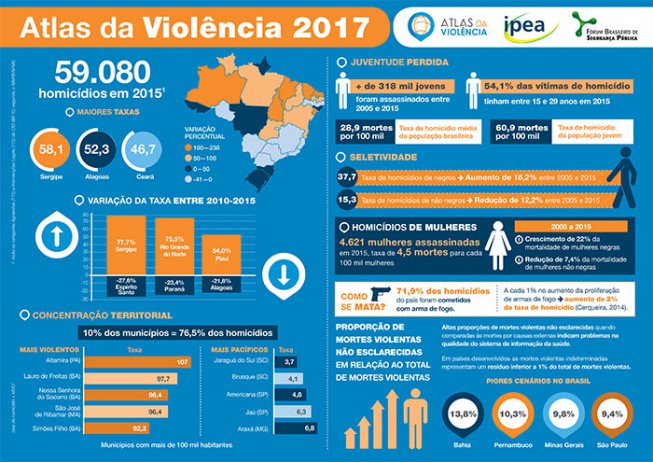 Atlas da Violência 2017
ATLAS DA
VIOLÊNCIA
ipea
FÓRUM BRASILEIRO DE
SEGURANÇA PÚBLICA
59.080
homicídios em 2015¹
MAIORES TAXAS
58,1
Sergipe
52,3
Alagoas
46,7
Ceará
VARIAÇÃO
PERCENTUAL
100—238
50—100
0—50
-41—0
VARIAÇÃO DA TAXA ENTRE 2010-2015
80
70
60
50
40
30
20
10
0
77,7%
Sergipe
75,5%
Rio Grande
do Norte
54,0%
Piauí
-27,6%
Espírito
Santo
-23,4%
Paraná
-21,8%
Alagoas
CONCENTRAÇÃO TERRITORIAL
10% dos municípios = 76,5% dos homicídios
MAIS VIOLENTOS
Taxa
Altamira (PA)
107
Lauro de Freitas (BA)
97,7
Nossa Senhora
do Socorro (BA)
96,4
São José
de Ribamar (MA)
96,4
Simões Filho (BA)
92,3
MAIS PACÍFICOS
Taxa
Jaraguá do Sul (SC)
3,7
Brusque (SC)
4,1
Americana (SP)
4,8
Jaú (SP)
6,3
Araxá (MG)
6,8
Municípios com mais de 100 mil habitantes
JUVENTUDE PERDIDA
+ de 318 mil jovens
foram assassinados entre
2005 e 2015
54,1% das vítimas de homicídio
tinham entre 15 e 29 anos em 2015
28,9 mortes
por 100 mil
Taxa de homicídio média
da população brasileira
60,9 mortes
por 100 mil
Taxa de homicídio
da população jovem
SELETIVIDADE
37,7
Taxa de homicídios de negros → Aumento de 18,2% entre 2005 e 2015
15,3
Taxa de homicídios de não negros → Redução de 12,2% entre 2005 e 2015
HOMICÍDIOS DE MULHERES
4.621 mulheres assassinadas
em 2015, taxa de 4,5 mortes para cada
100 mil mulheres
2005 a 2015
Crescimento de 22% da
mortalidade de mulheres negras
Redução de 7,4% da mortalidade
de mulheres não negras
COMO
SE MATA?
71,9% dos homicídios
do país foram cometidos
com arma de fogo.
A cada 1% no aumento da proliferação
de armas de fogo → aumento de 2%
da taxa de homicídio (Cerqueira, 2014).
PROPORÇÃO DE
MORTES VIOLENTAS
NÃO ESCLARECIDAS
EM RELAÇÃO AO TOTAL
DE MORTES VIOLENTAS
Altas proporções de mortes violentas não esclarecidas quando
comparadas às mortes por causas externas indicam problemas na
qualidade do sistema de informação da saúde.
Em países desenvolvidos as mortes violentas indeterminadas
representam um resíduo inferior a 1% do total de mortes violentas.
PIORES CENÁRIOS NO BRASIL
13,8%
Bahia
10,3%
Pernambuco
9,8%
Minas Gerais
9,4%
São Paulo